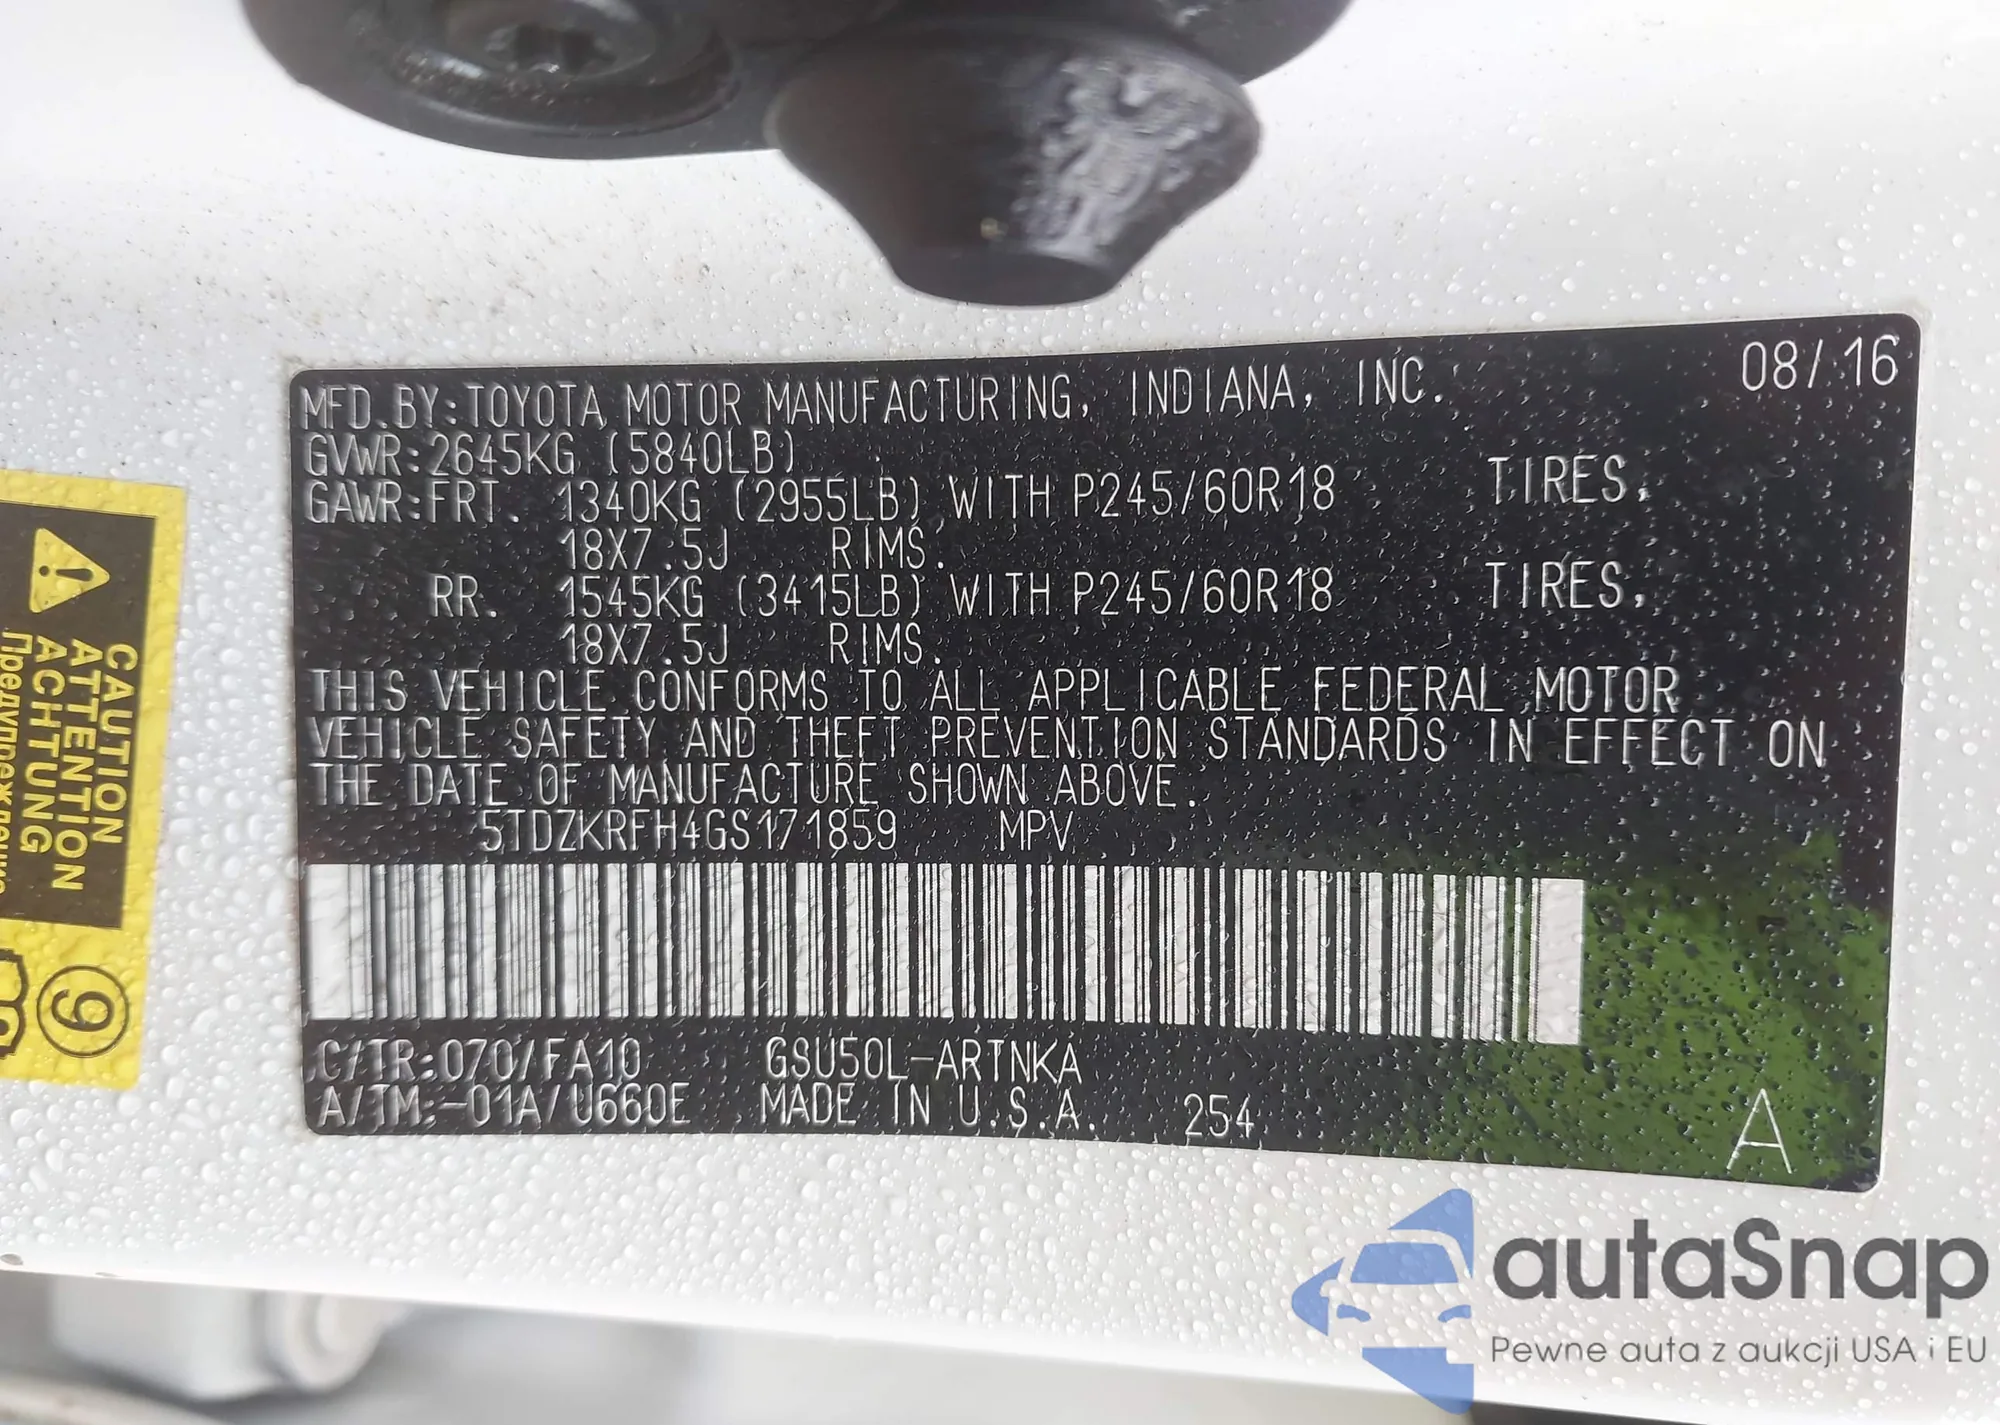 MFD. BY: TOYOTA MOTOR MANUFACTURING, INDIANA, INC. 08/16
GVWR: 2645KG (5840LB)
GAWR: FRT. 1340KG (2955LB) WITH P245/60R18 TIRES,
18X7.5J RIMS.
RR. 1545KG (3415LB) WITH P245/60R18 TIRES,
18X7.5J RIMS.
THIS VEHICLE CONFORMS TO ALL APPLICABLE FEDERAL MOTOR
VEHICLE SAFETY AND THEFT PREVENTION STANDARDS IN EFFECT ON
THE DATE OF MANUFACTURE SHOWN ABOVE.
5TDZKRFH4GS171859 MPV
C/TR: 070/FA10 GSU50L-ARTNKA
A/TM: -01A/U660E MADE IN U.S.A. 254 A
CAUTION
ATTENTION
ACHTUNG
9
autaSnap
Pewne auta z aukcji USA i EU